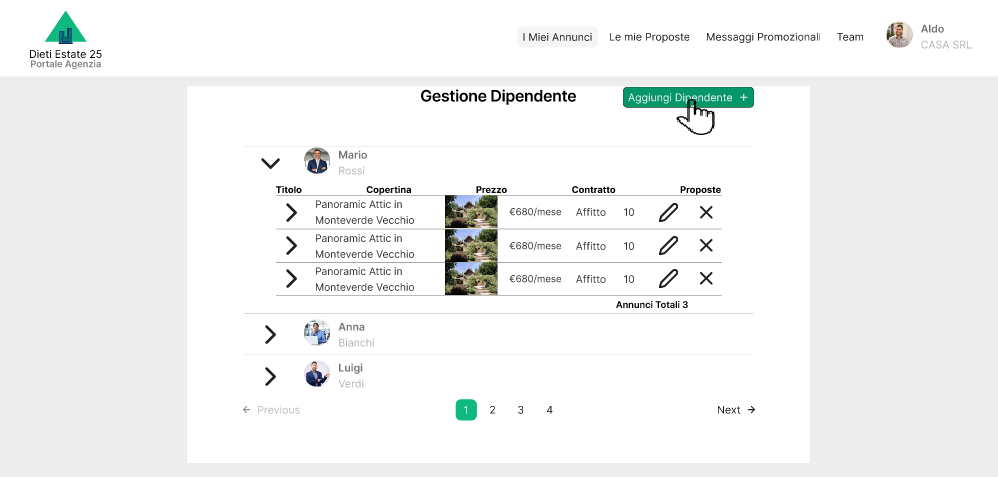 Dieti Estate 25
Portale Agenzia
I Miei Annunci Le mie Proposte Messaggi Promozionali Team
Aldo
CASA SRL
Gestione Dipendente
Aggiungi Dipendente +
Mario
Rossi
Titolo Copertina Prezzo Contratto Proposte
Panoramic Attic in
Monteverde Vecchio
€680/mese Affitto 10
Panoramic Attic in
Monteverde Vecchio
€680/mese Affitto 10
Panoramic Attic in
Monteverde Vecchio
€680/mese Affitto 10
Annunci Totali 3
Anna
Bianchi
Luigi
Verdi
← Previous 1 2 3 4 Next →